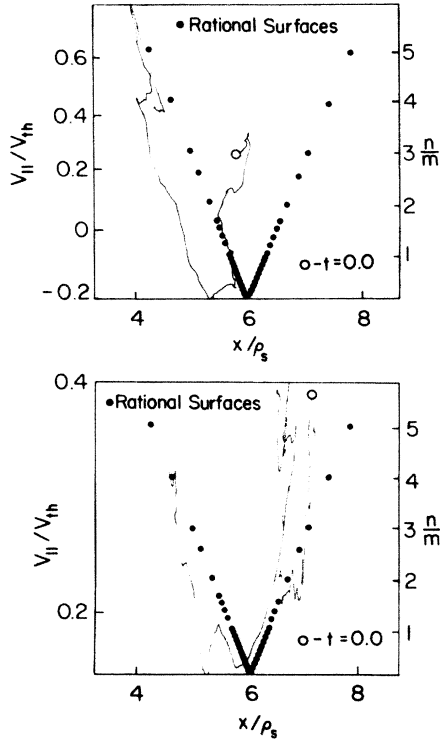 ● Rational Surfaces
0.6
0.4
0.2
0
-0.2
V||/Vth
5
4
3
2
1
n/m
○-t=0.0
4 6 8
x/ρs
●Rational Surfaces
0.4
0.2
V||/Vth
5
4
3
2
1
n/m
○-t=0.0
4 6 8
x/ρs